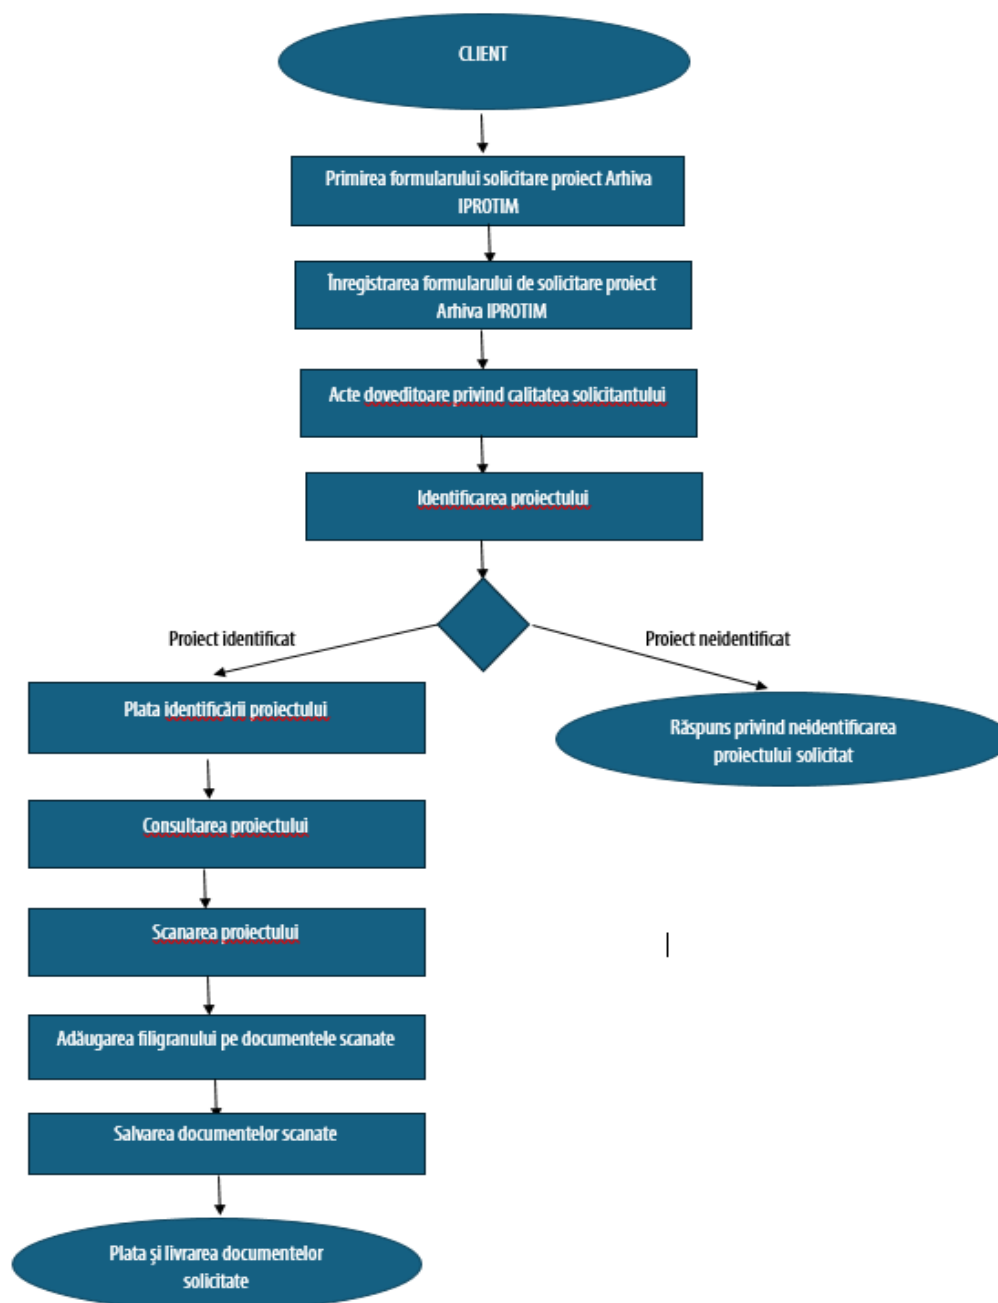 CLIENT
Primirea formularului solicitare proiect Arhiva
IPROTIM
Înregistrarea formularului de solicitare proiect
Arhiva IPROTIM
Acte doveditoare privind calitatea solicitantului
Identificarea proiectului
Proiect identificat
Proiect neidentificat
Plata identificării proiectului
Răspuns privind neidentificarea
proiectului solicitat
Consultarea proiectului
Scanarea proiectului
Adăugarea filigranului pe documentele scanate
Salvarea documentelor scanate
Plata și livrarea documentelor
solicitate